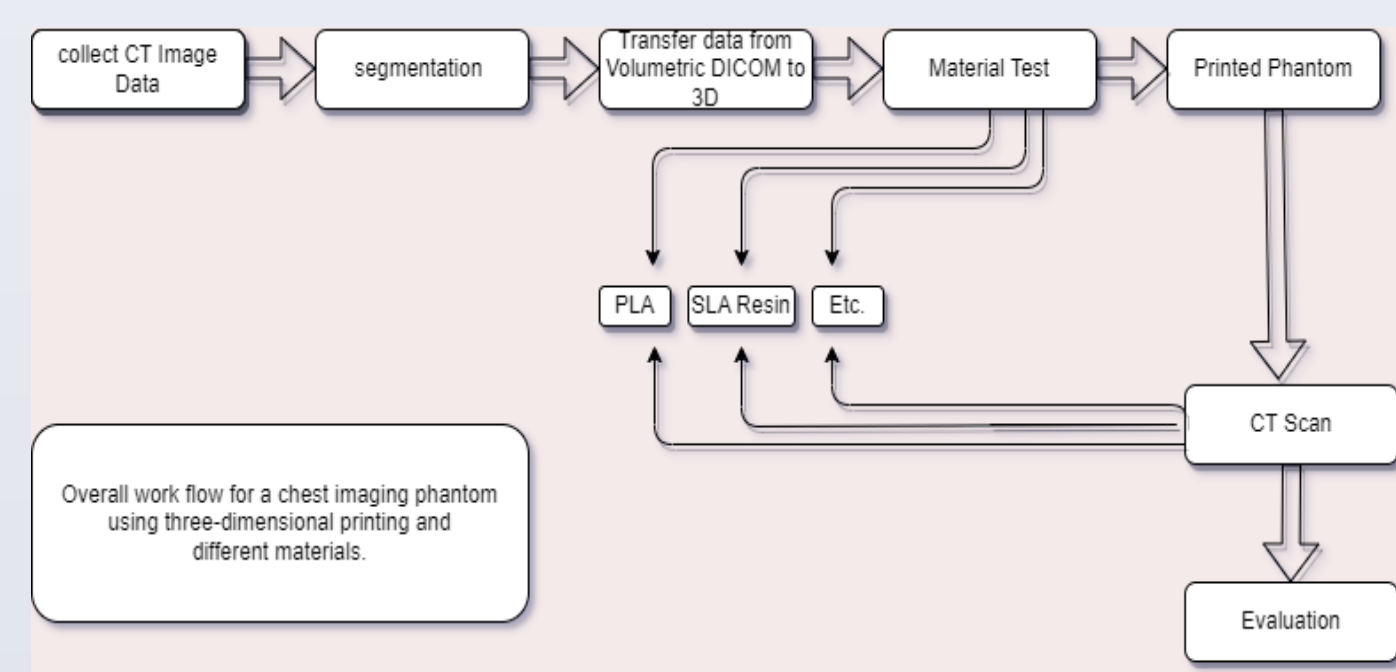 collect CT Image
Data
segmentation
Transfer data from
Volumetric DICOM to
3D
Material Test
Printed Phantom
PLA
SLA Resin
Etc.
CT Scan
Overall work flow for a chest imaging phantom
using three-dimensional printing and
different materials.
Evaluation